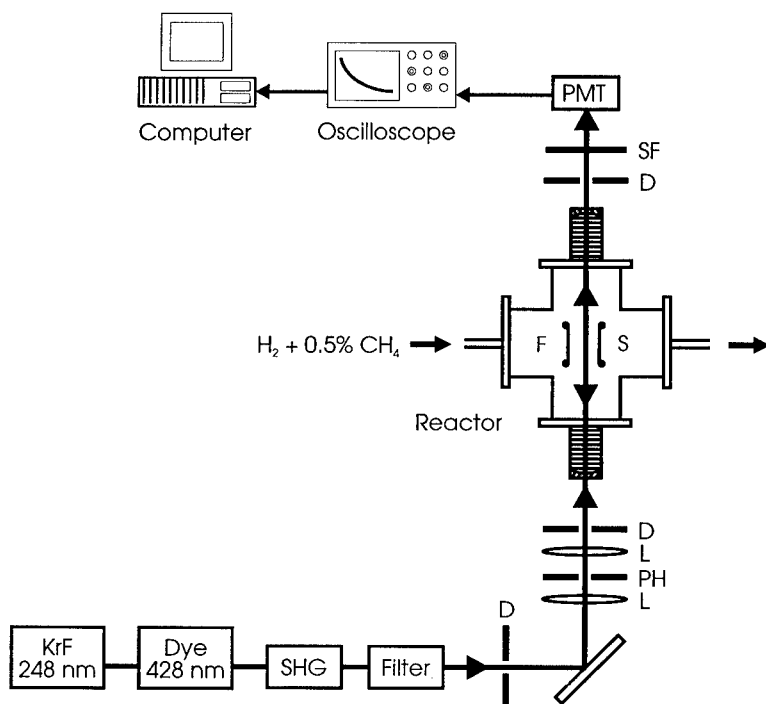 Computer
Oscilloscope
PMT
SF
D
H₂ + 0.5% CH₄
F
S
Reactor
D
L
PH
L
D
KrF
248 nm
Dye
428 nm
SHG
Filter